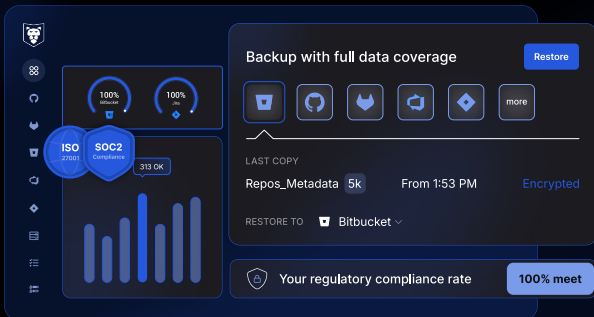 Backup with full data coverage
Restore
100%
Bitbucket
100%
Jira
more
ISO
27001
SOC2
Compliance
313 OK
LAST COPY
Repos_Metadata 5k From 1:53 PM Encrypted
RESTORE TO Bitbucket
Your regulatory compliance rate
100% meet